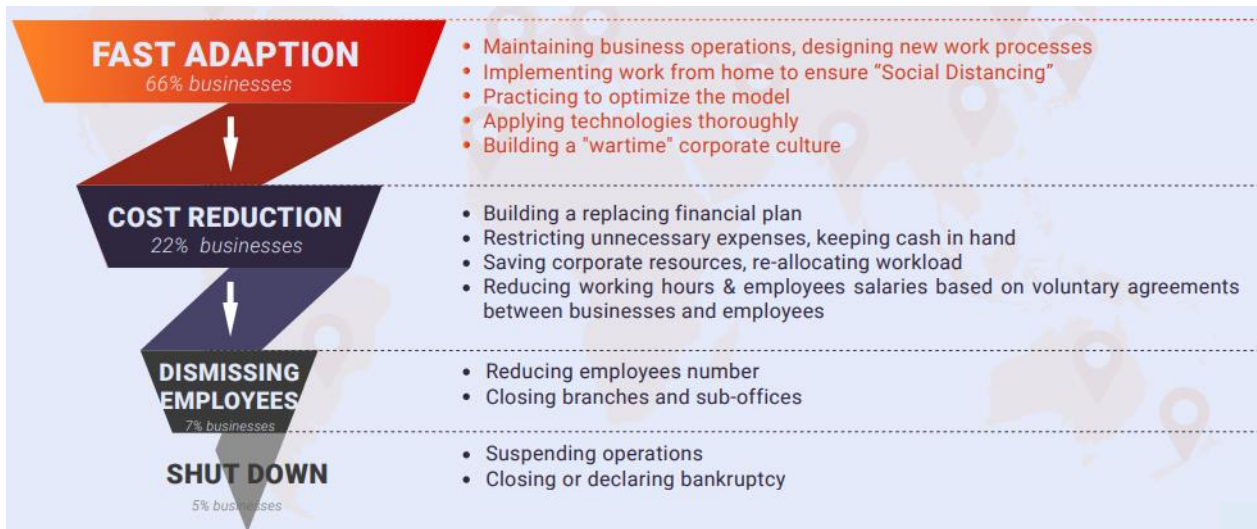 FAST ADAPTION
66% businesses
• Maintaining business operations, designing new work processes
• Implementing work from home to ensure “Social Distancing”
• Practicing to optimize the model
• Applying technologies thoroughly
• Building a "wartime" corporate culture
COST REDUCTION
22% businesses
• Building a replacing financial plan
• Restricting unnecessary expenses, keeping cash in hand
• Saving corporate resources, re-allocating workload
• Reducing working hours & employees salaries based on voluntary agreements
between businesses and employees
DISMISSING
EMPLOYEES
7% businesses
• Reducing employees number
• Closing branches and sub-offices
SHUT DOWN
5% businesses
• Suspending operations
• Closing or declaring bankruptcy